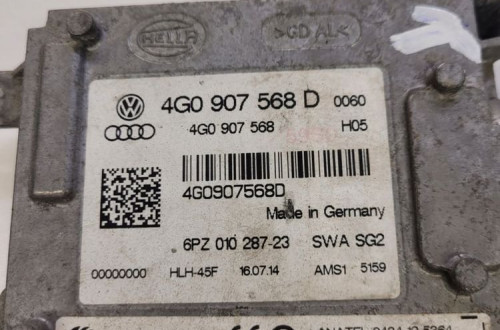 HELLA >GD AL<
4G0 907 568 D 0060
4G0 907 568 H05
4G0907568D
Made in Germany
6PZ 010 287-23 SWA SG2
00000000 HLH-45F 16.07.14 AMS1 5159